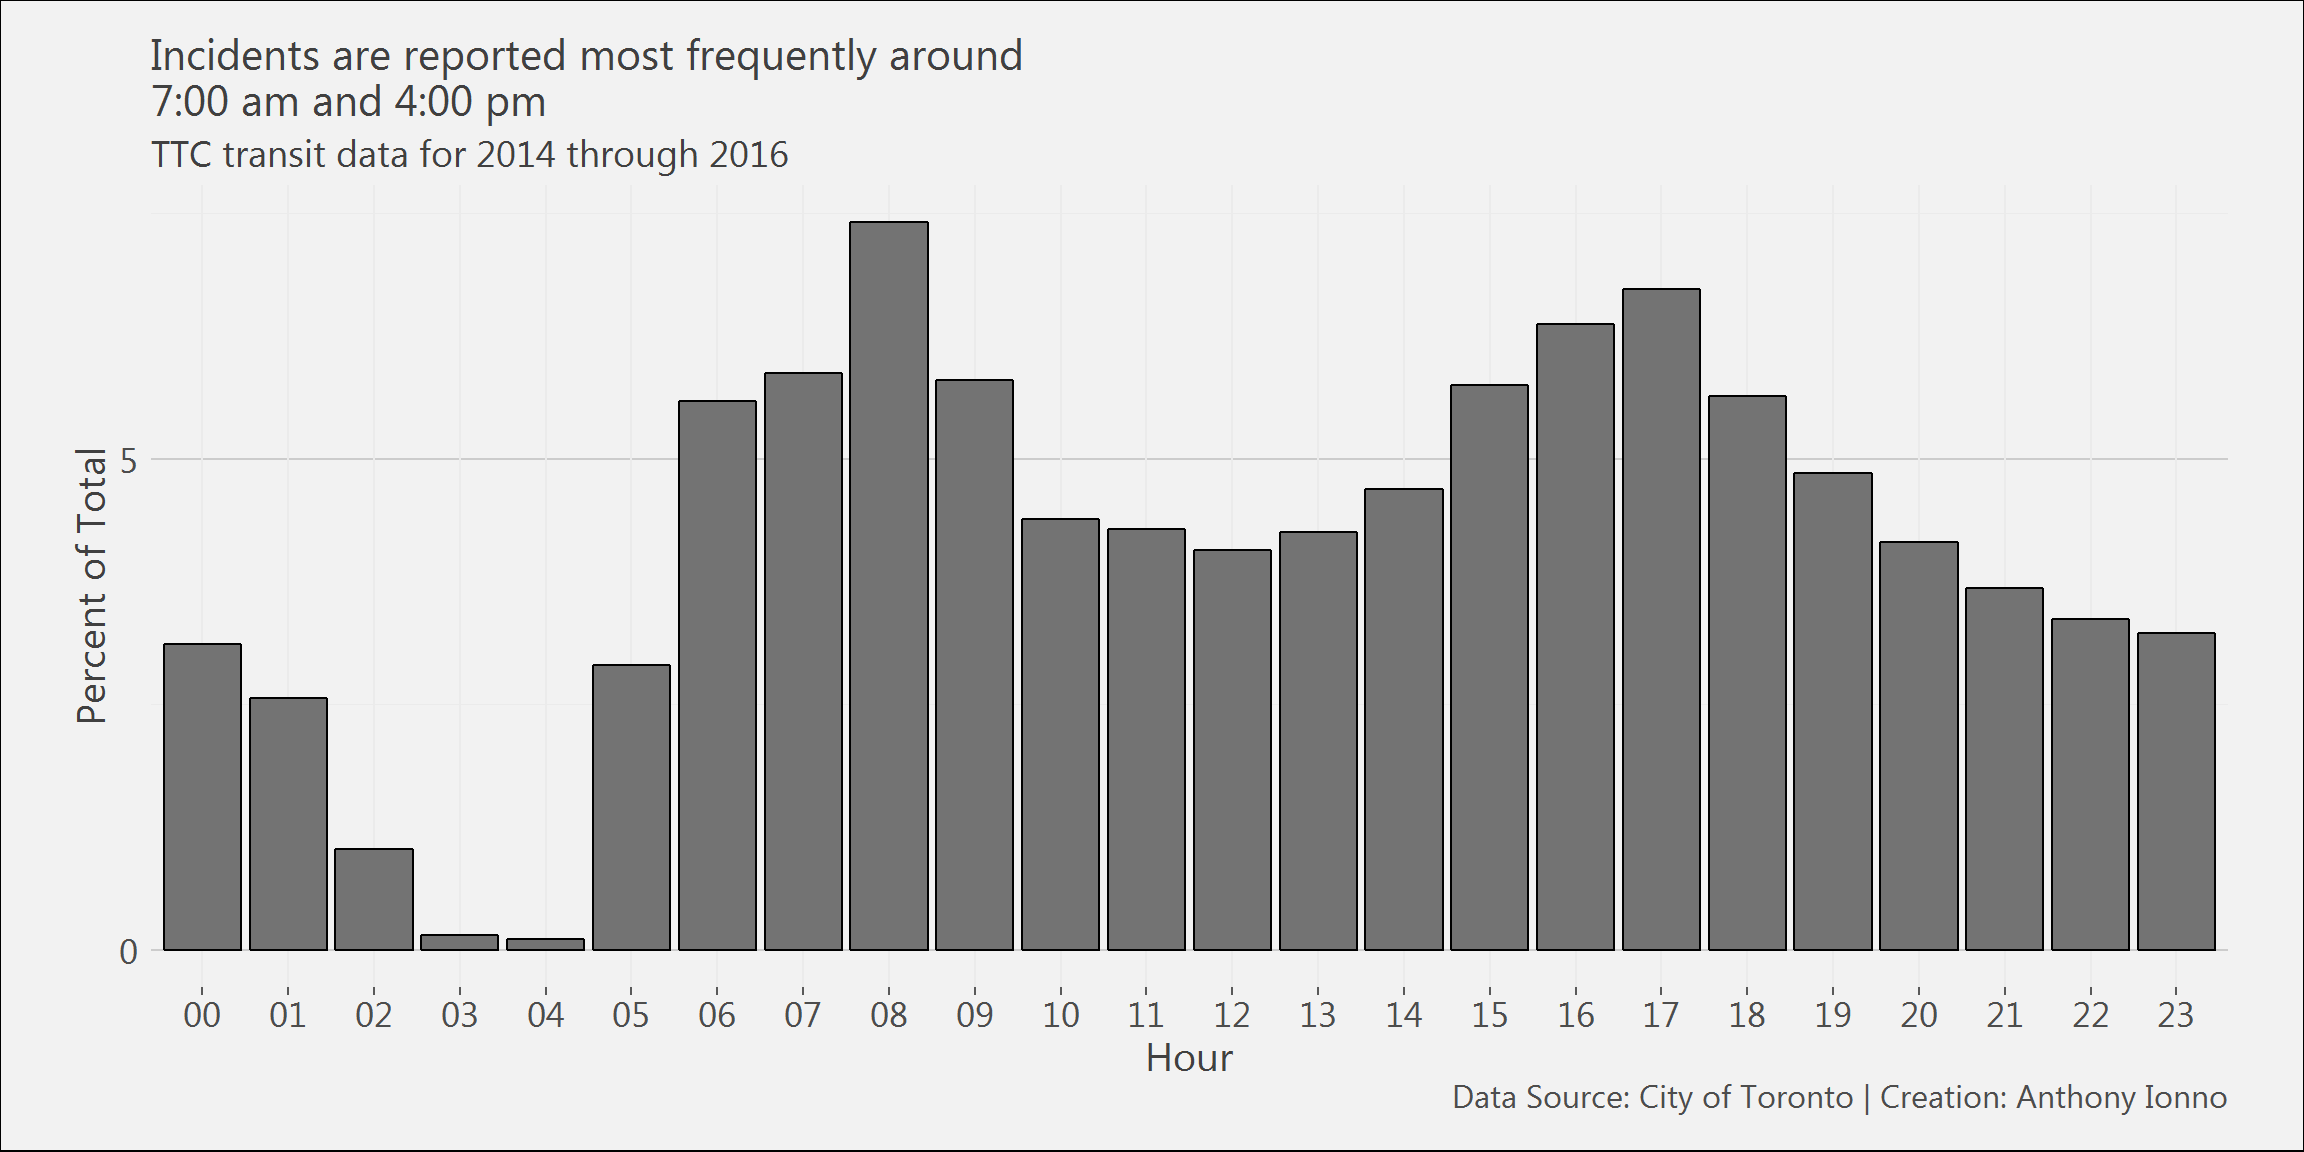 Incidents are reported most frequently around
7:00 am and 4:00 pm
TTC transit data for 2014 through 2016
Percent of Total
5
0
00 01 02 03 04 05 06 07 08 09 10 11 12 13 14 15 16 17 18 19 20 21 22 23
Hour
Data Source: City of Toronto | Creation: Anthony Ionno